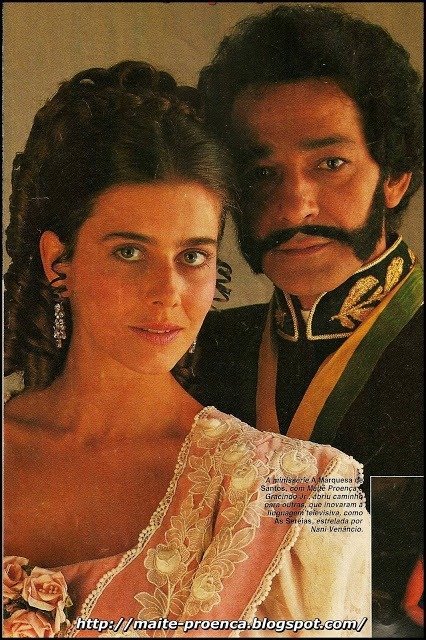 A minissérie A Marquesa de
Santos, com Maitê Proença e
Gracindo Jr., abriu caminho
para outras, que inovaram a
linguagem televisiva, como
As Sereias, estrelada por
Nani Venâncio.
http://maite-proenca.blogspot.com/